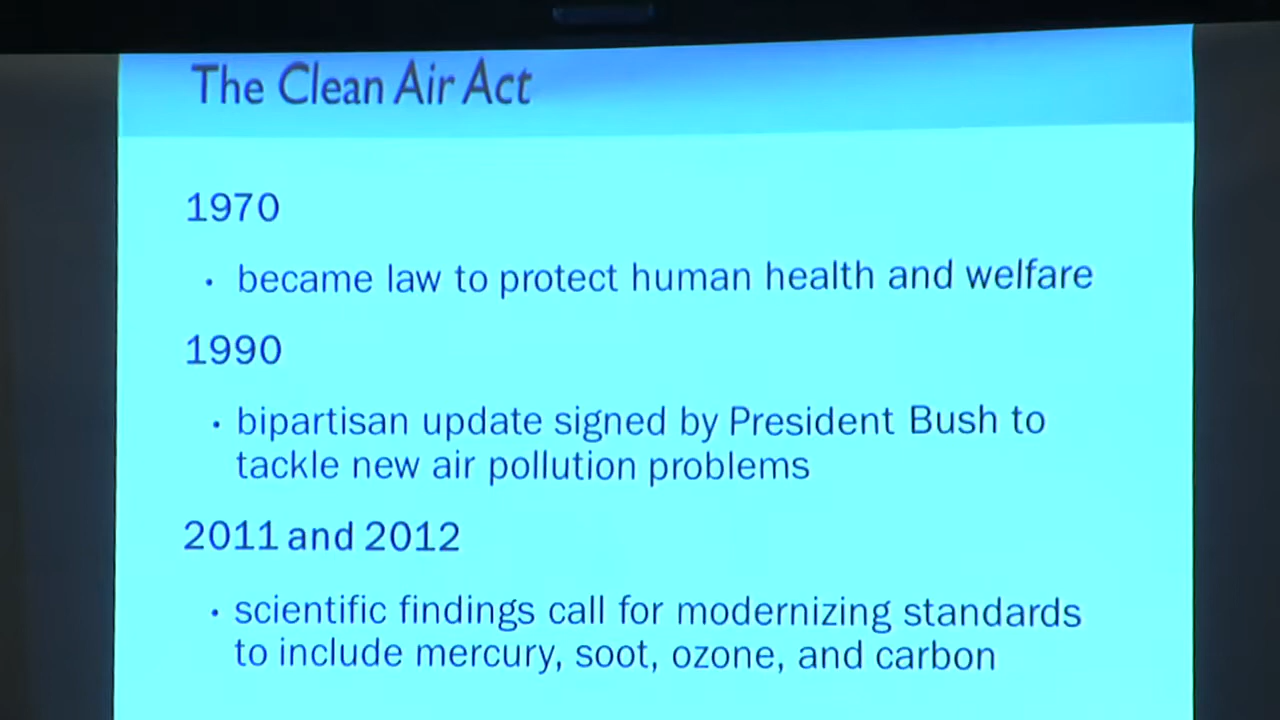 The Clean Air Act
1970
• became law to protect human health and welfare
1990
• bipartisan update signed by President Bush to
tackle new air pollution problems
2011 and 2012
• scientific findings call for modernizing standards
to include mercury, soot, ozone, and carbon